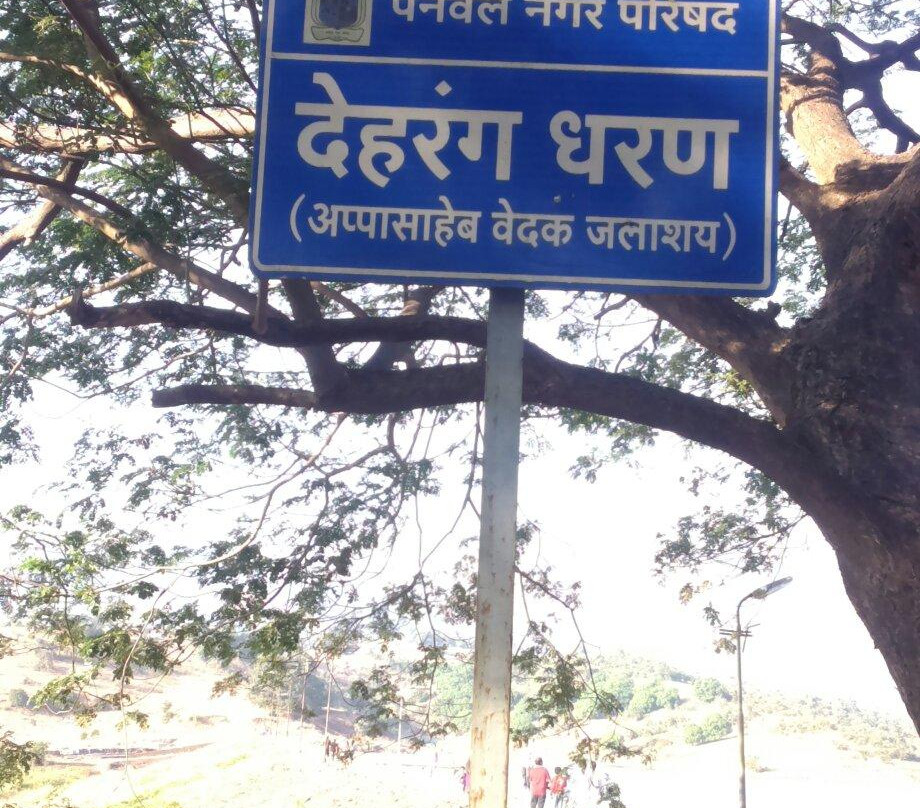 पनवेल नगर परिषद
देहरंग धरण
(अप्पासाहेब वेदक जलाशय)